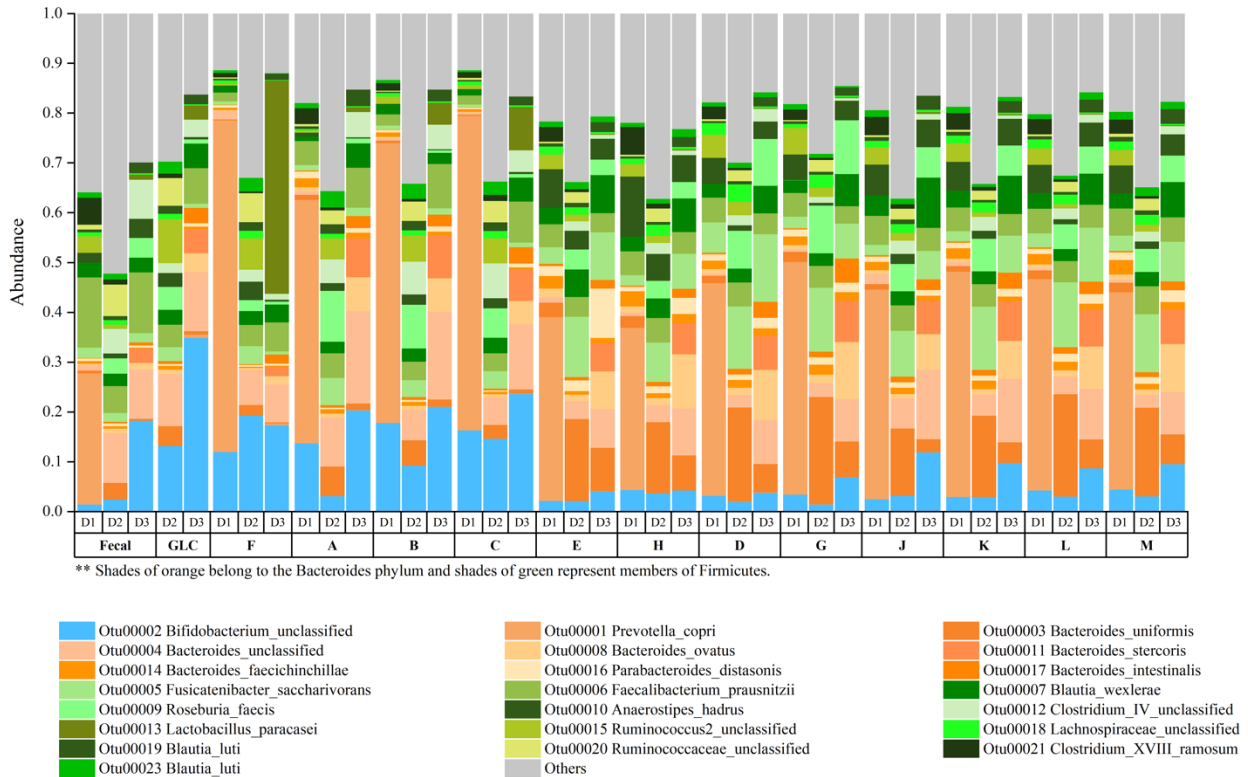 1.0
0.9
0.8
0.7
0.6
0.5
0.4
0.3
0.2
0.1
0.0
Abundance
D1 D2 D3 D2 D3 D1 D2 D3 D1 D2 D3 D1 D2 D3 D1 D2 D3 D1 D2 D3 D1 D2 D3 D1 D2 D3 D1 D2 D3 D1 D2 D3 D1 D2 D3 D1 D2 D3 D1 D2 D3
Fecal GLC F A B C E H D G J K L M
** Shades of orange belong to the Bacteroides phylum and shades of green represent members of Firmicutes.
Otu00002 Bifidobacterium_unclassified Otu00001 Prevotella_copri Otu00003 Bacteroides_uniformis
Otu00004 Bacteroides_unclassified Otu00008 Bacteroides_ovatus Otu00011 Bacteroides_stercoris
Otu00014 Bacteroides_faecichinchillae Otu00016 Parabacteroides_distasonis Otu00017 Bacteroides_intestinalis
Otu00005 Fusicatenibacter_saccharivorans Otu00006 Faecalibacterium_prausnitzii Otu00007 Blautia_wexlerae
Otu00009 Roseburia_faecis Otu00010 Anaerostipes_hadrus Otu00012 Clostridium_IV_unclassified
Otu00013 Lactobacillus_paracasei Otu00015 Ruminococcus2_unclassified Otu00018 Lachnospiraceae_unclassified
Otu00019 Blautia_luti Otu00020 Ruminococcaceae_unclassified Otu00021 Clostridium_XVIII_ramosum
Otu00023 Blautia_luti Others